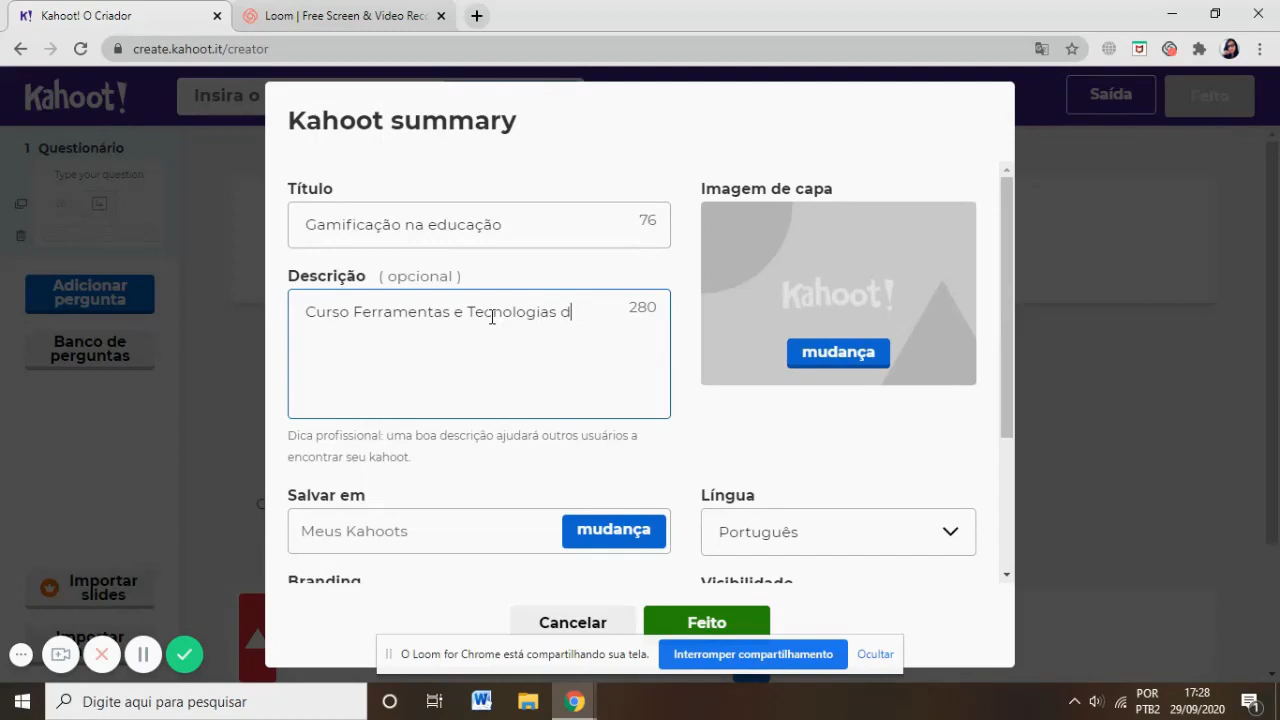 Kahoot! O Criador
Loom | Free Screen & Video Rec
create.kahoot.it/creator
Kahoot!
Insira o
Saída
Feito
1 Questionário
Type your question
Adicionar
pergunta
Banco de
perguntas
Importar
slides
Importar
Kahoot summary
Título
Gamificação na educação
76
Descrição ( opcional )
Curso Ferramentas e Tecnologias d
280
Dica profissional: uma boa descrição ajudará outros usuários a
encontrar seu kahoot.
Imagem de capa
Kahoot!
mudança
Salvar em
Meus Kahoots
mudança
Língua
Português
Branding
Visibilidade
Cancelar
Feito
O Loom for Chrome está compartilhando sua tela.
Interromper compartilhamento
Ocultar
Digite aqui para pesquisar
POR
PTB2
17:28
29/09/2020